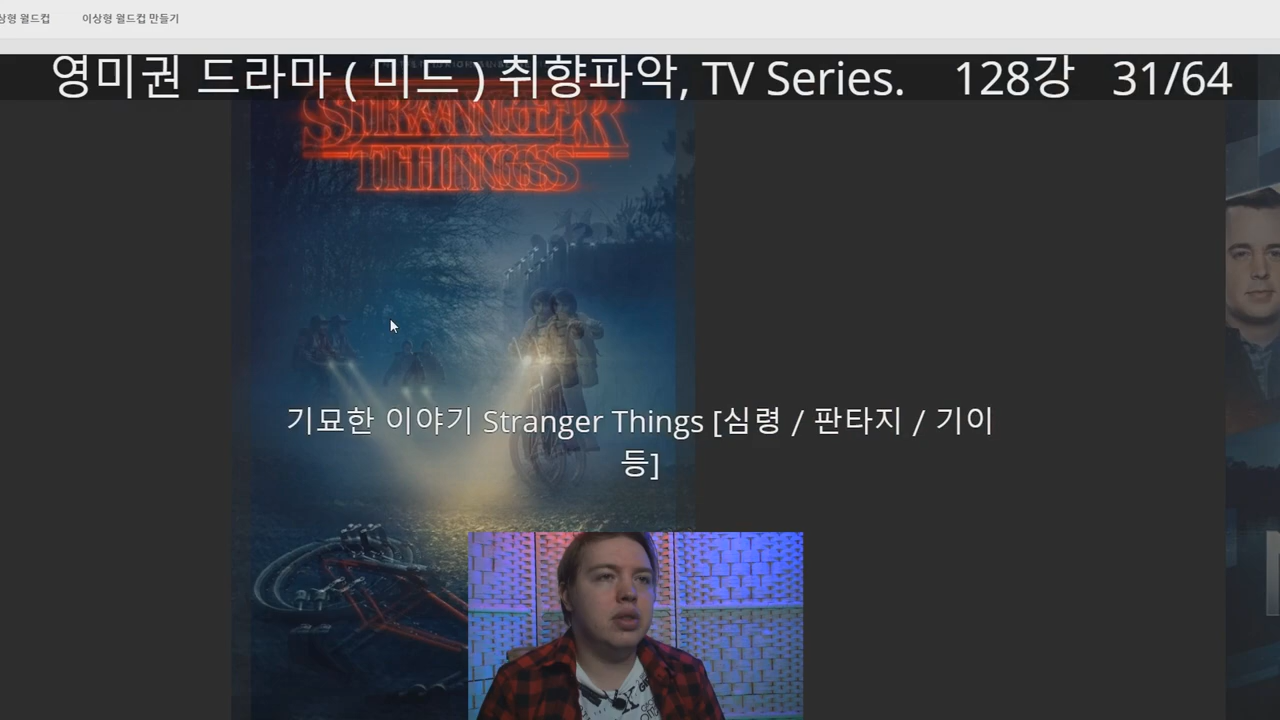 상형 월드컵 이상형 월드컵 만들기
영미권 드라마 ( 미드 ) 취향파악, TV Series. 128강 31/64
STRANGER
THINGS
기묘한 이야기 Stranger Things [심령 / 판타지 / 기이
등]